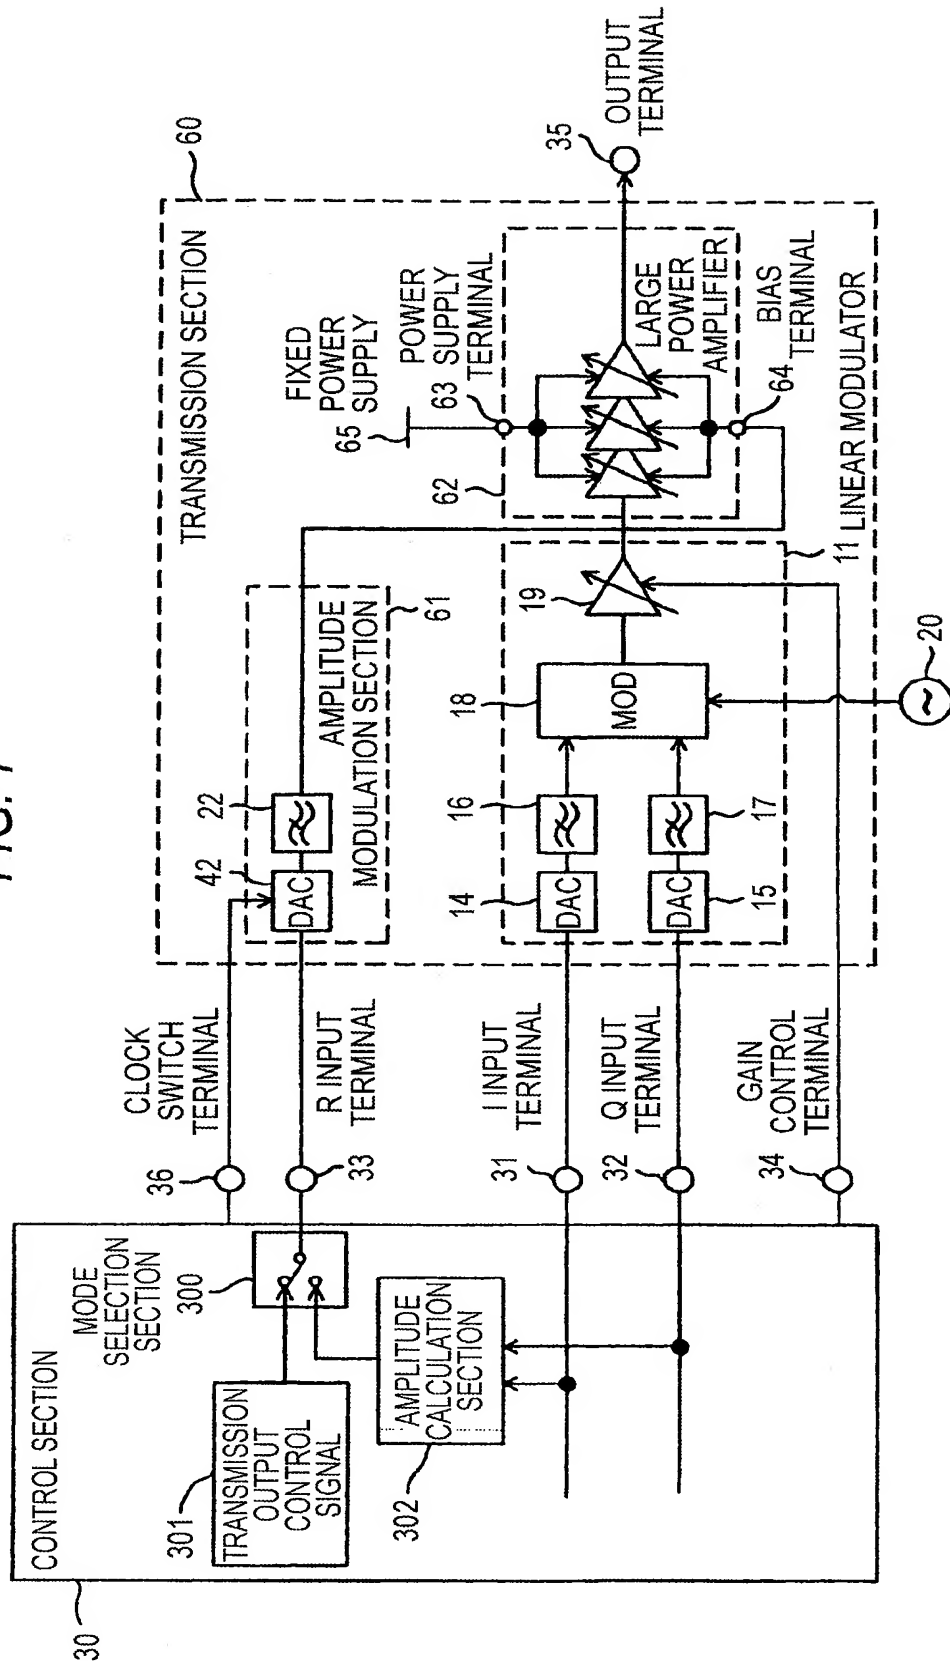 30
CONTROL SECTION
MODE
SELECTION
SECTION
300
301
TRANSMISSION
OUTPUT
CONTROL
SIGNAL
302
AMPLITUDE
CALCULATION
SECTION
36
CLOCK
SWITCH
TERMINAL
33
R INPUT
TERMINAL
31
I INPUT
TERMINAL
32
Q INPUT
TERMINAL
34
GAIN
CONTROL
TERMINAL
TRANSMISSION SECTION
60
42
DAC
22
AMPLITUDE
MODULATION SECTION
61
14
DAC
16
15
DAC
17
18
MOD
19
11
LINEAR MODULATOR
20
FIXED
POWER
SUPPLY
65
POWER
SUPPLY
TERMINAL
63
62
LARGE
POWER
AMPLIFIER
BIAS
TERMINAL
64
35
OUTPUT
TERMINAL